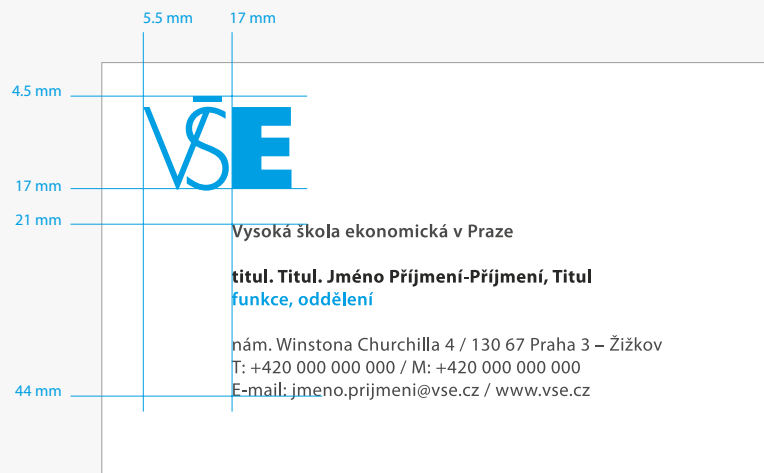 5.5 mm 17 mm
4.5 mm
VŠE
17 mm
21 mm
Vysoká škola ekonomická v Praze
titul. Titul. Jméno Příjmení-Příjmení, Titul
funkce, oddělení
nám. Winstona Churchilla 4 / 130 67 Praha 3 – Žižkov
T: +420 000 000 000 / M: +420 000 000 000
44 mm E-mail: jmeno.prijmeni@vse.cz / www.vse.cz